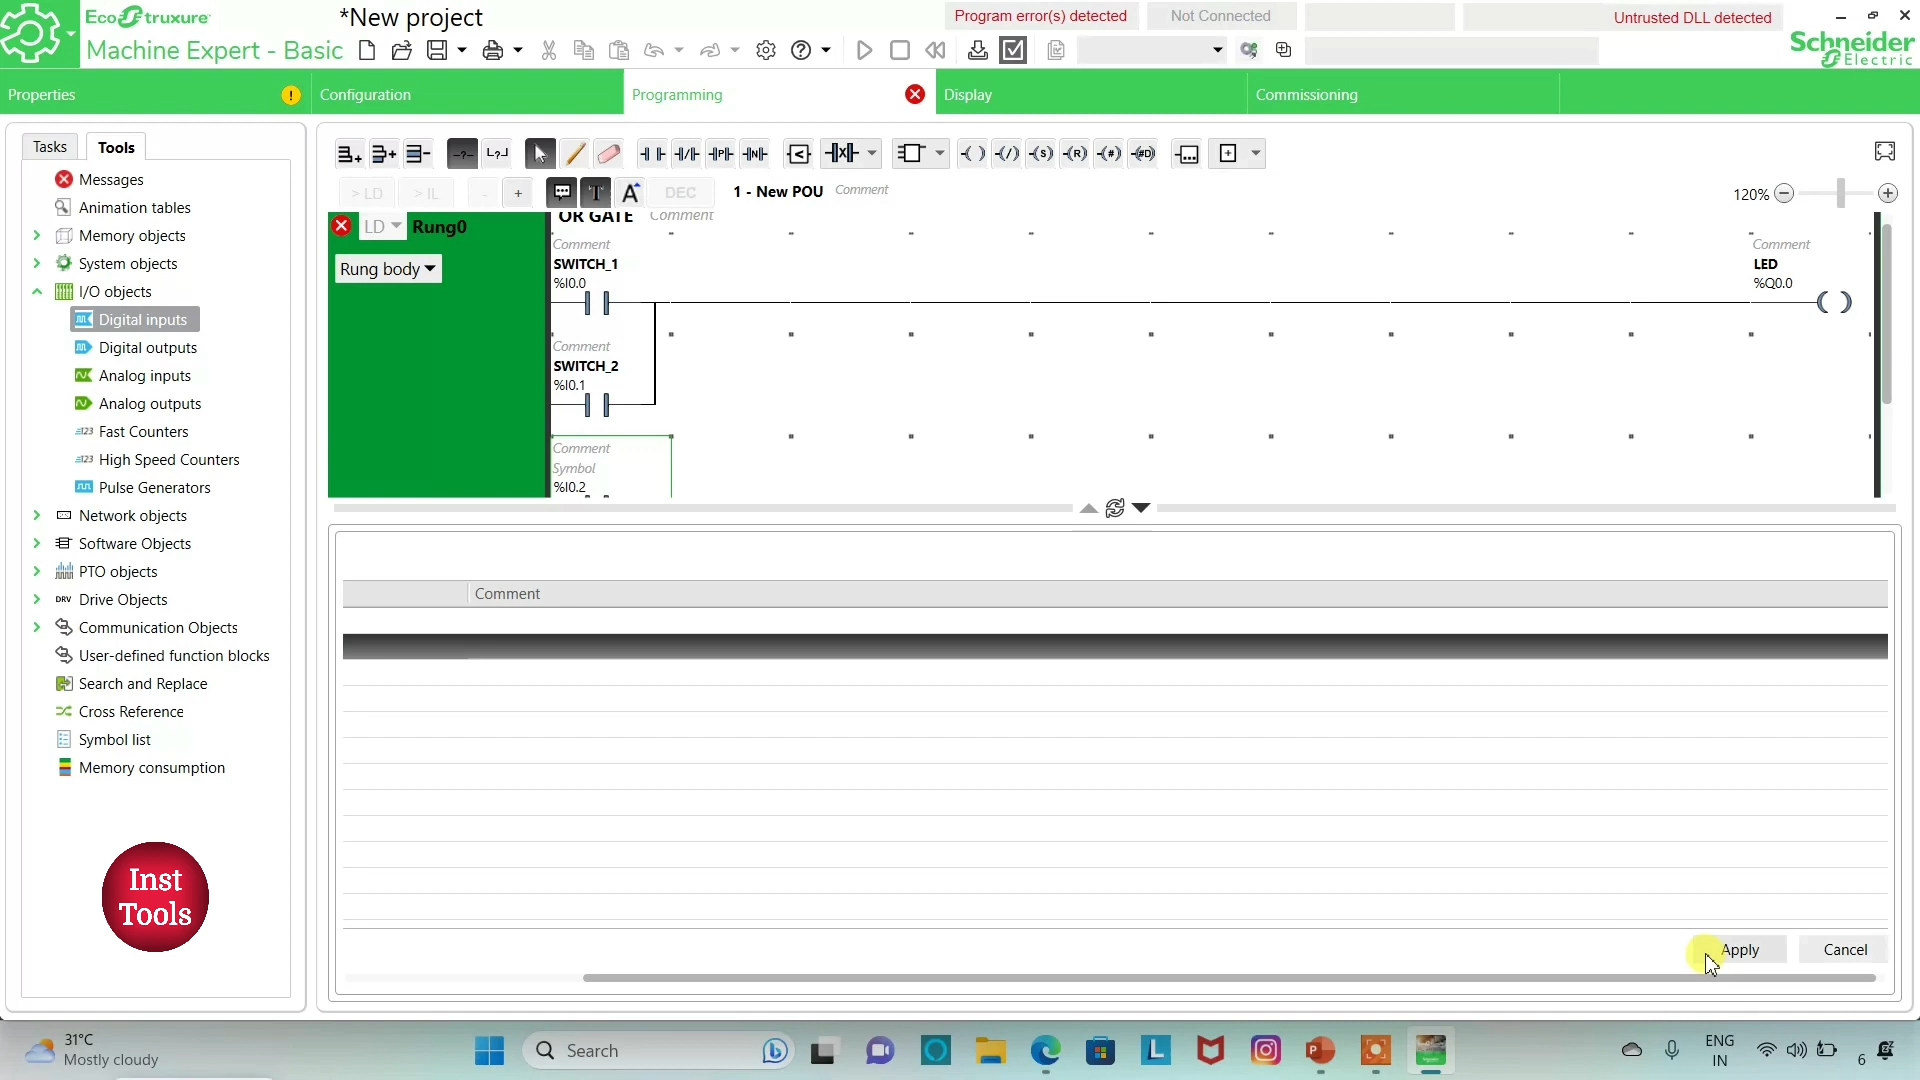 EcoStruxure
Machine Expert - Basic
*New project
Program error(s) detected
Not Connected
Untrusted DLL detected
Schneider
Electric
Properties
Configuration
Programming
Display
Commissioning
Tasks
Tools
Messages
Animation tables
Memory objects
System objects
I/O objects
Digital inputs
Digital outputs
Analog inputs
Analog outputs
Fast Counters
High Speed Counters
Pulse Generators
Network objects
Software Objects
PTO objects
DRV Drive Objects
Communication Objects
User-defined function blocks
Search and Replace
Cross Reference
Symbol list
Memory consumption
Inst
Tools
> LD
> IL
-
+
T
A
DEC
1 - New POU
Comment
120%
LD
Rung0
Rung body
OR GATE
Comment
Comment
SWITCH_1
%I0.0
Comment
LED
%Q0.0
Comment
SWITCH_2
%I0.1
Comment
Symbol
%I0.2
Comment
Apply
Cancel
31°C
Mostly cloudy
Search
ENG
IN
6